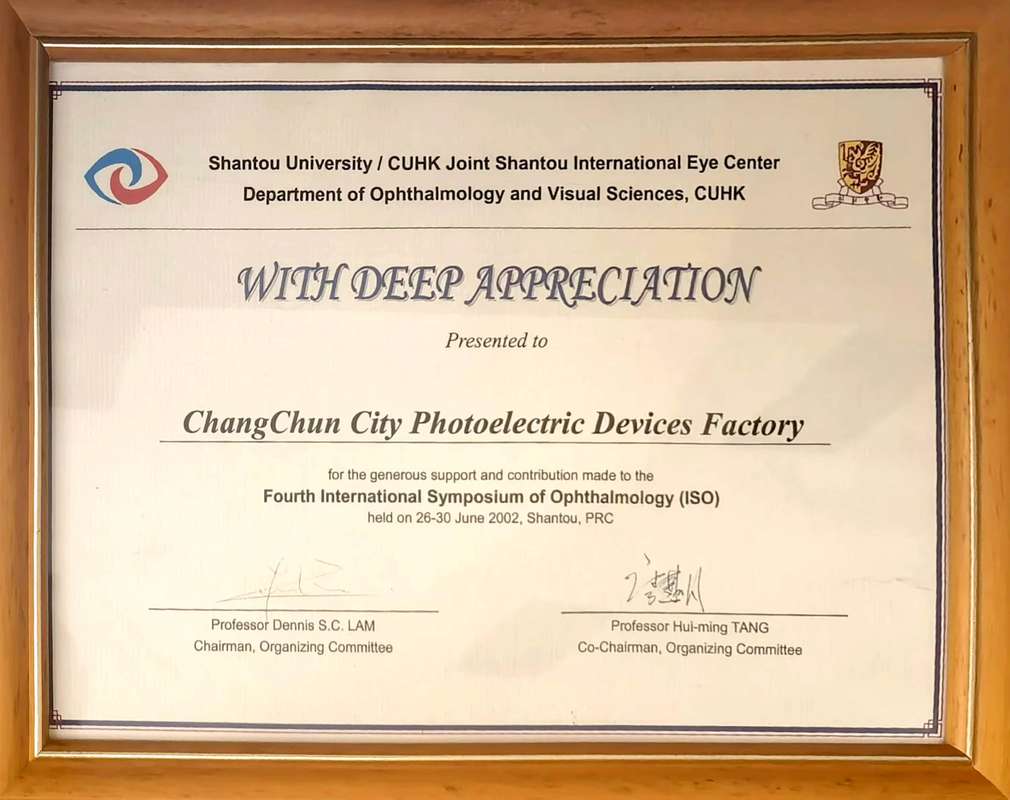 Shantou University / CUHK Joint Shantou International Eye Center
Department of Ophthalmology and Visual Sciences, CUHK
WITH DEEP APPRECIATION
Presented to
ChangChun City Photoelectric Devices Factory
for the generous support and contribution made to the
Fourth International Symposium of Ophthalmology (ISO)
held on 26-30 June 2002, Shantou, PRC
Professor Dennis S.C. LAM
Chairman, Organizing Committee
Professor Hui-ming TANG
Co-Chairman, Organizing Committee